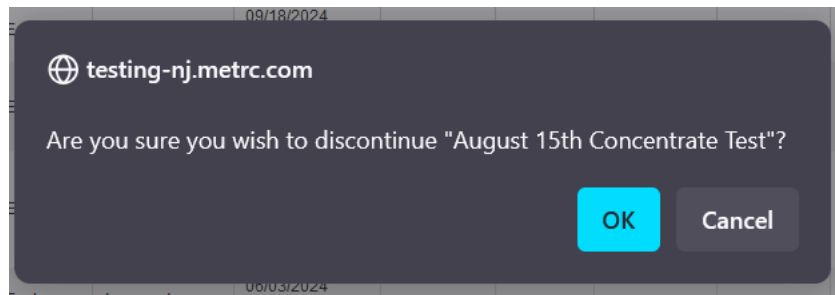 09/18/2024
testing-nj.metrc.com
Are you sure you wish to discontinue "August 15th Concentrate Test"?
OK
Cancel
06/03/2024